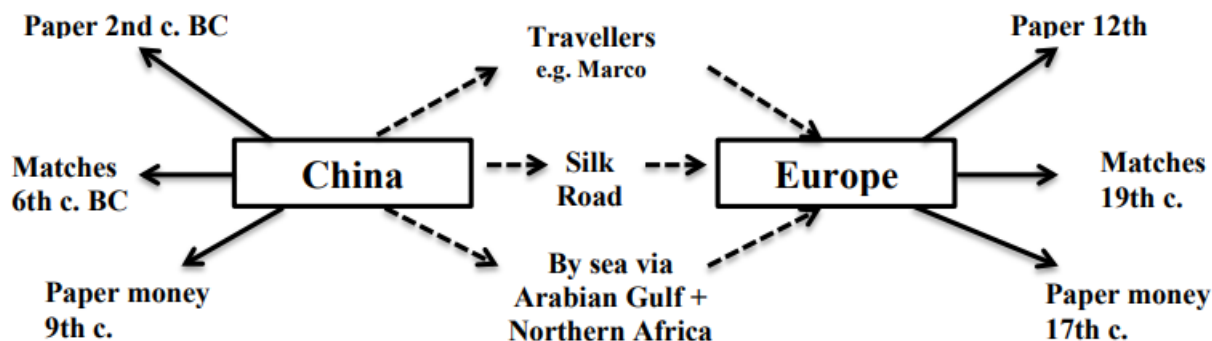 Paper 2nd c. BC
Travellers
e.g. Marco
Paper 12th
Matches
6th c. BC
China
Silk
Road
Europe
Matches
19th c.
Paper money
9th c.
By sea via
Arabian Gulf +
Northern Africa
Paper money
17th c.